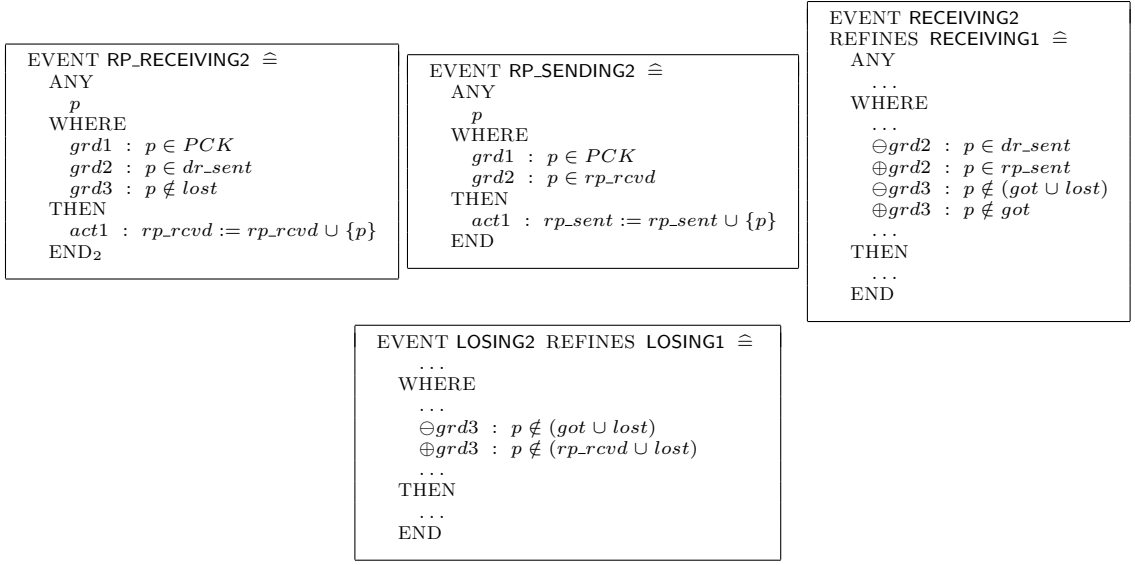 EVENT RP_RECEIVING2 ≙
ANY
p
WHERE
grd1 : p ∈ PCK
grd2 : p ∈ dr_sent
grd3 : p ∉ lost
THEN
act1 : rp_rcvd := rp_rcvd ∪ {p}
END₂
EVENT RP_SENDING2 ≙
ANY
p
WHERE
grd1 : p ∈ PCK
grd2 : p ∈ rp_rcvd
THEN
act1 : rp_sent := rp_sent ∪ {p}
END
EVENT RECEIVING2
REFINES RECEIVING1 ≙
ANY
. . .
WHERE
. . .
⊖grd2 : p ∈ dr_sent
⊕grd2 : p ∈ rp_sent
⊖grd3 : p ∉ (got ∪ lost)
⊕grd3 : p ∉ got
. . .
THEN
. . .
END
EVENT LOSING2 REFINES LOSING1 ≙
. . .
WHERE
. . .
⊖grd3 : p ∉ (got ∪ lost)
⊕grd3 : p ∉ (rp_rcvd ∪ lost)
. . .
THEN
. . .
END